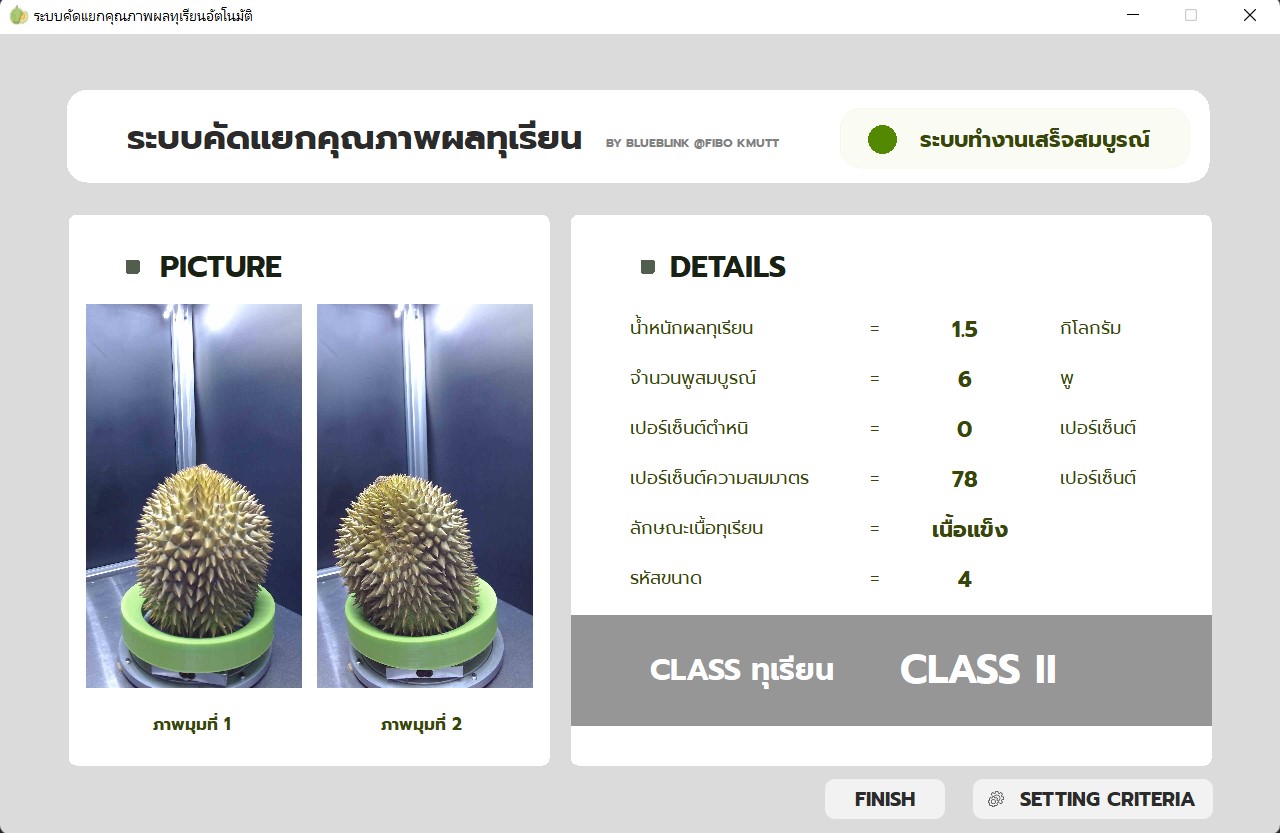 ระบบคัดแยกคุณภาพผลทุเรียนอัตโนมัติ
ระบบคัดแยกคุณภาพผลทุเรียน BY BLUEBLINK @FIBO KMUTT ระบบทำงานเสร็จสมบูรณ์
PICTURE
ภาพมุมที่ 1 ภาพมุมที่ 2
DETAILS
น้ำหนักผลทุเรียน = 1.5 กิโลกรัม
จำนวนพูสมบูรณ์ = 6 พู
เปอร์เซ็นต์ตำหนิ = 0 เปอร์เซ็นต์
เปอร์เซ็นต์ความสมมาตร = 78 เปอร์เซ็นต์
ลักษณะเนื้อทุเรียน = เนื้อแข็ง
รหัสขนาด = 4
CLASS ทุเรียน CLASS II
FINISH SETTING CRITERIA